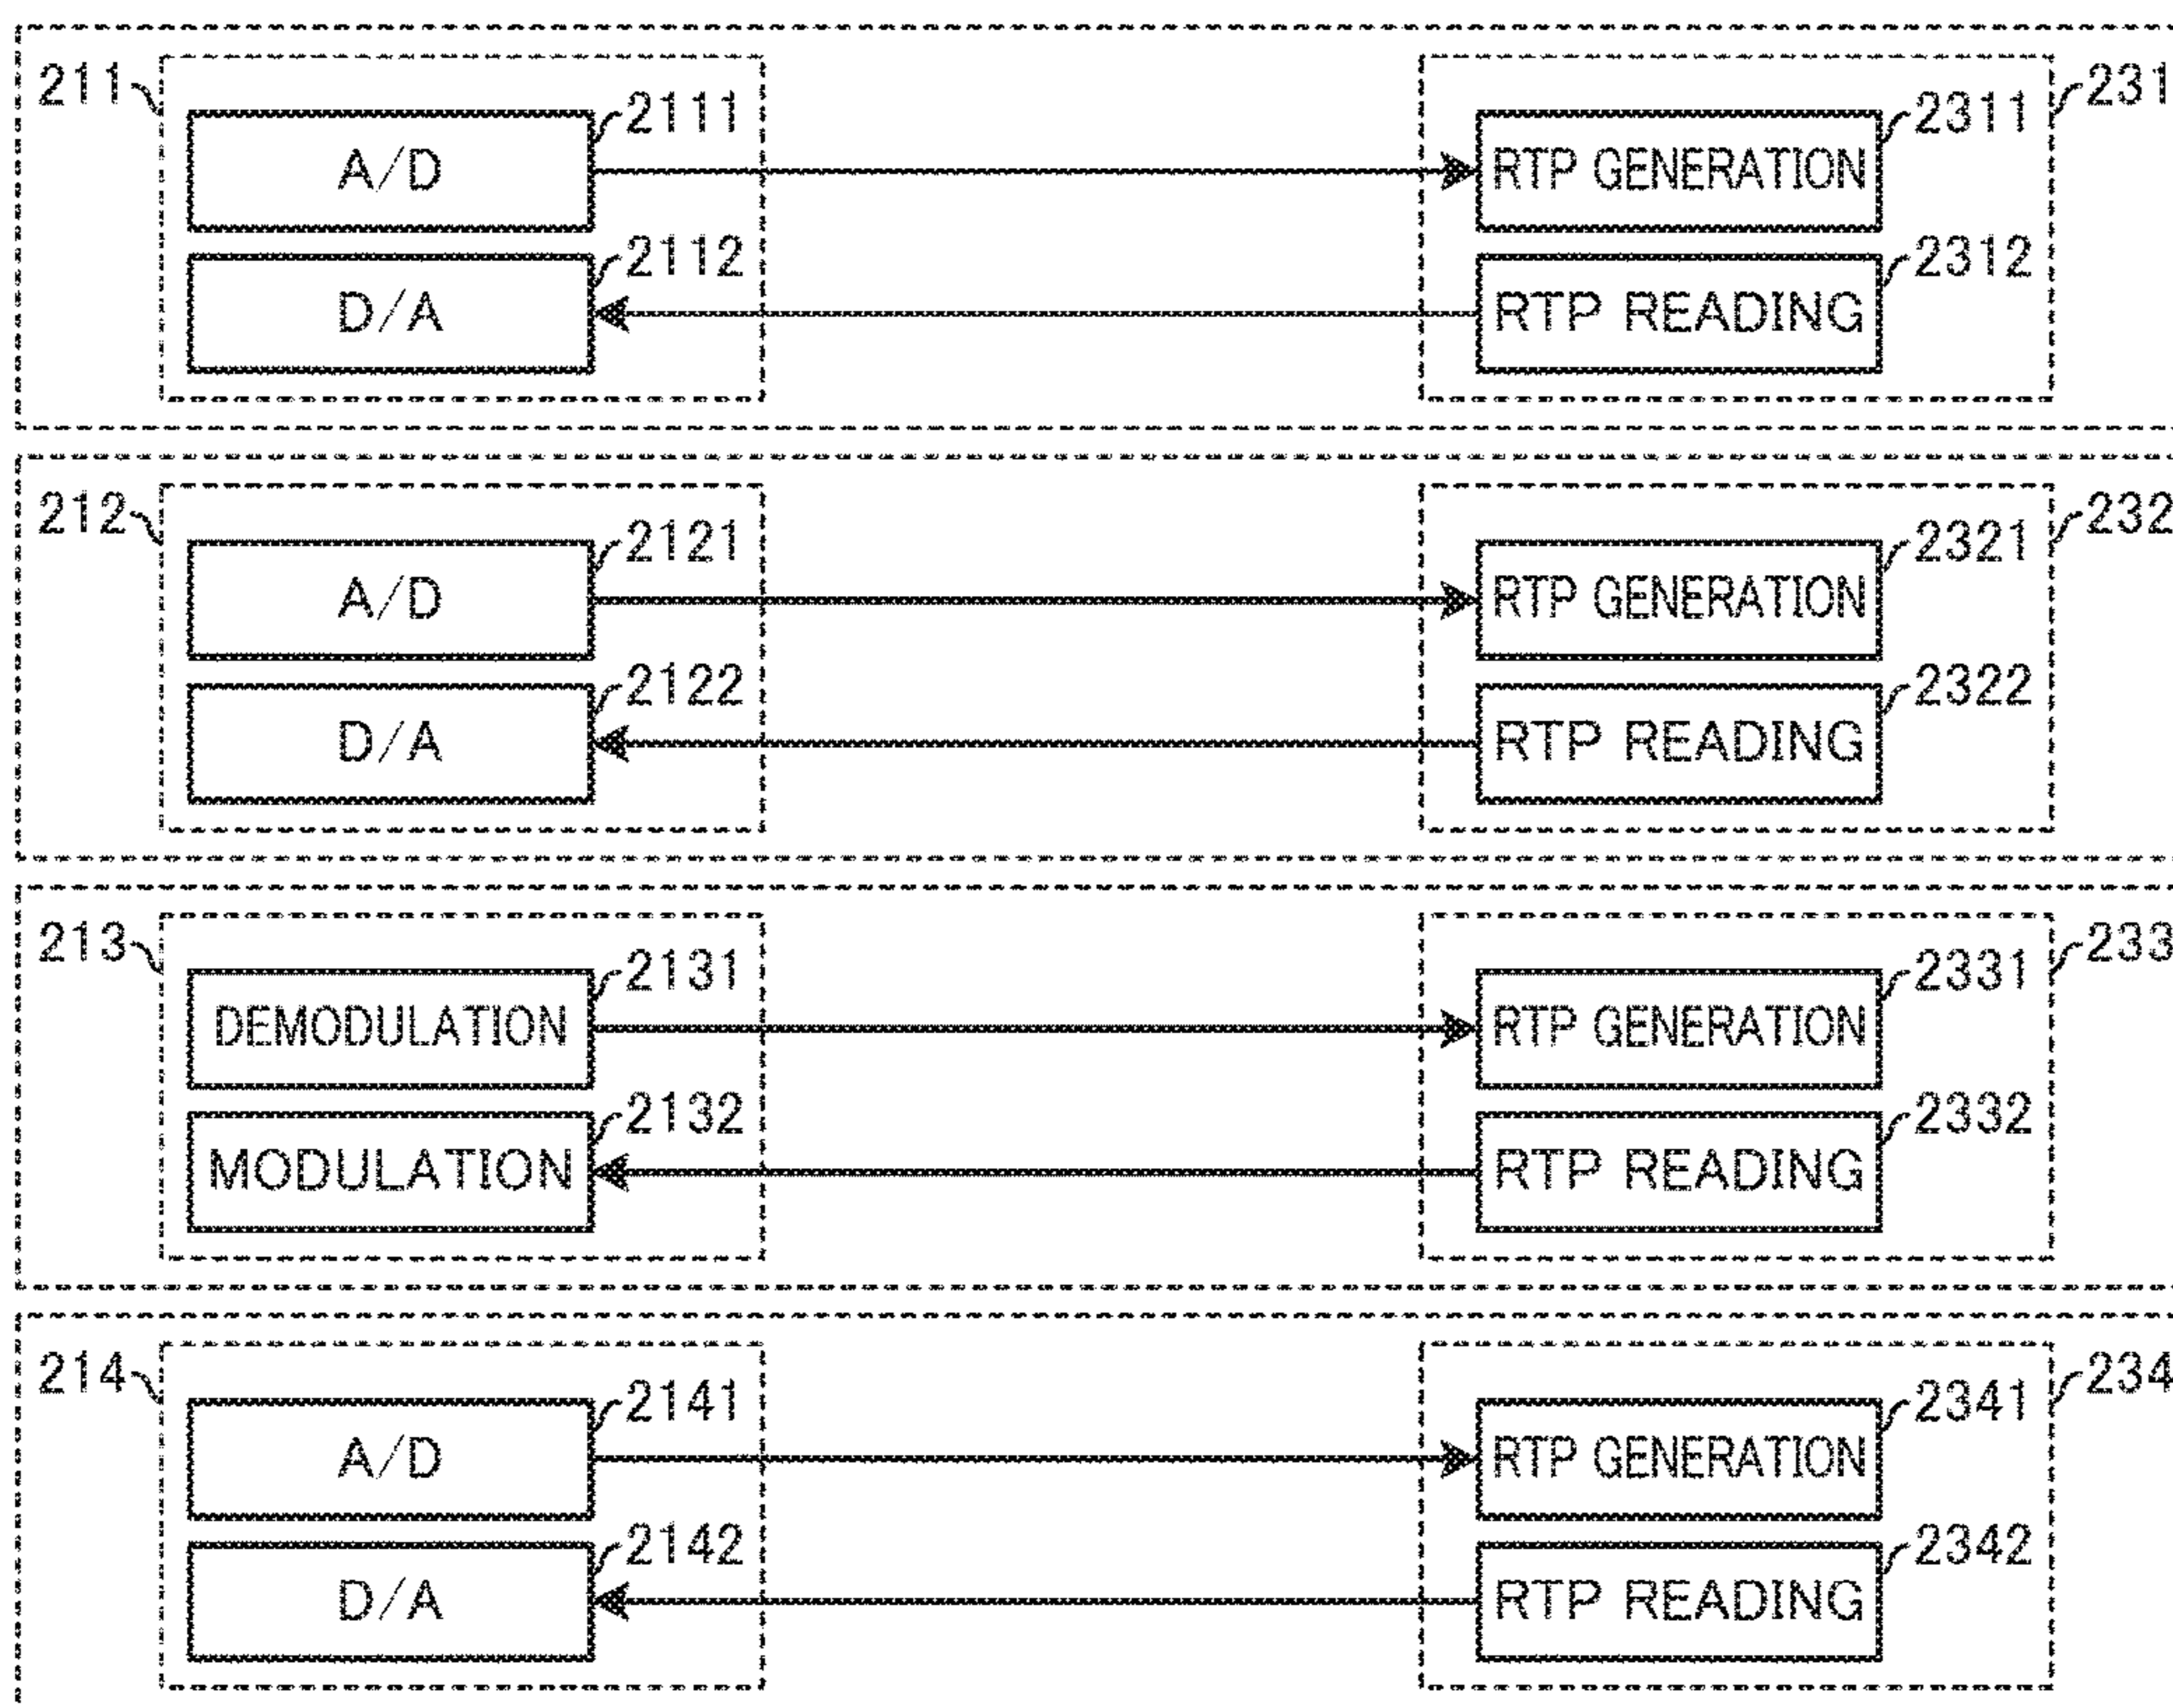 211
2111
A/D
2112
D/A
2311
231
RTP GENERATION
2312
RTP READING
212
2121
A/D
2122
D/A
2321
232
RTP GENERATION
2322
RTP READING
213
2131
DEMODULATION
2132
MODULATION
2331
233
RTP GENERATION
2332
RTP READING
214
2141
A/D
2142
D/A
2341
234
RTP GENERATION
2342
RTP READING